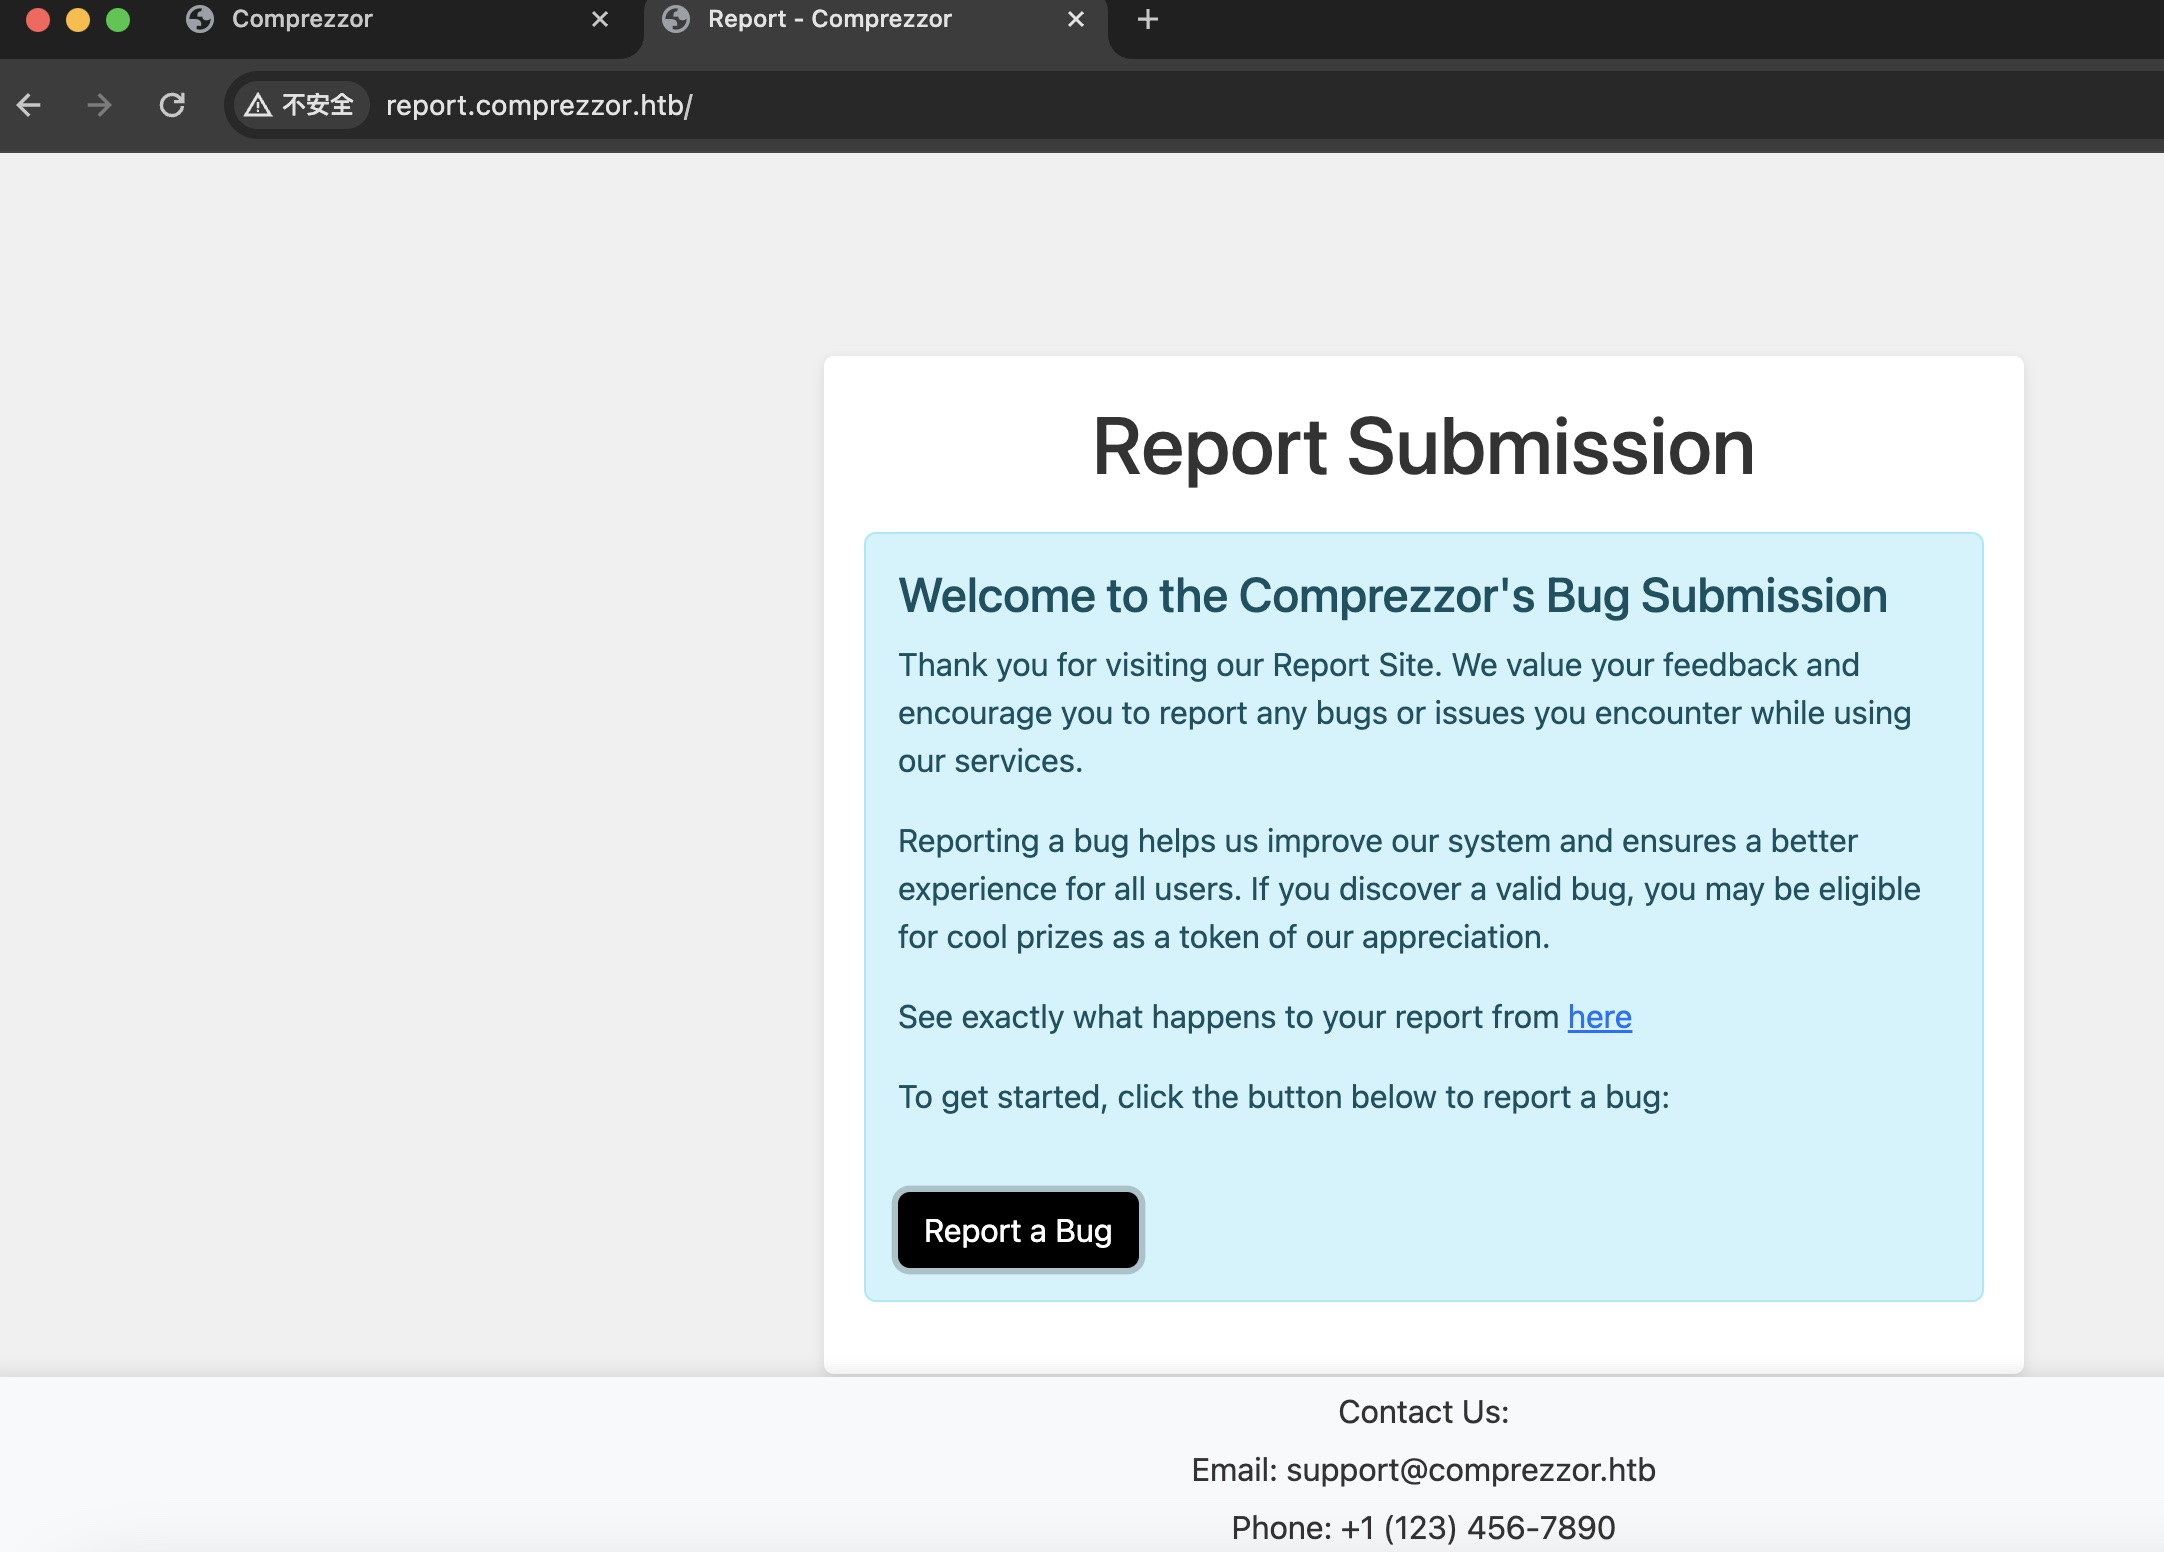 Comprezzor
Report - Comprezzor
不安全 report.comprezzor.htb/
Report Submission
Welcome to the Comprezzor's Bug Submission
Thank you for visiting our Report Site. We value your feedback and
encourage you to report any bugs or issues you encounter while using
our services.
Reporting a bug helps us improve our system and ensures a better
experience for all users. If you discover a valid bug, you may be eligible
for cool prizes as a token of our appreciation.
See exactly what happens to your report from here
To get started, click the button below to report a bug:
Report a Bug
Contact Us:
Email: support@comprezzor.htb
Phone: +1 (123) 456-7890